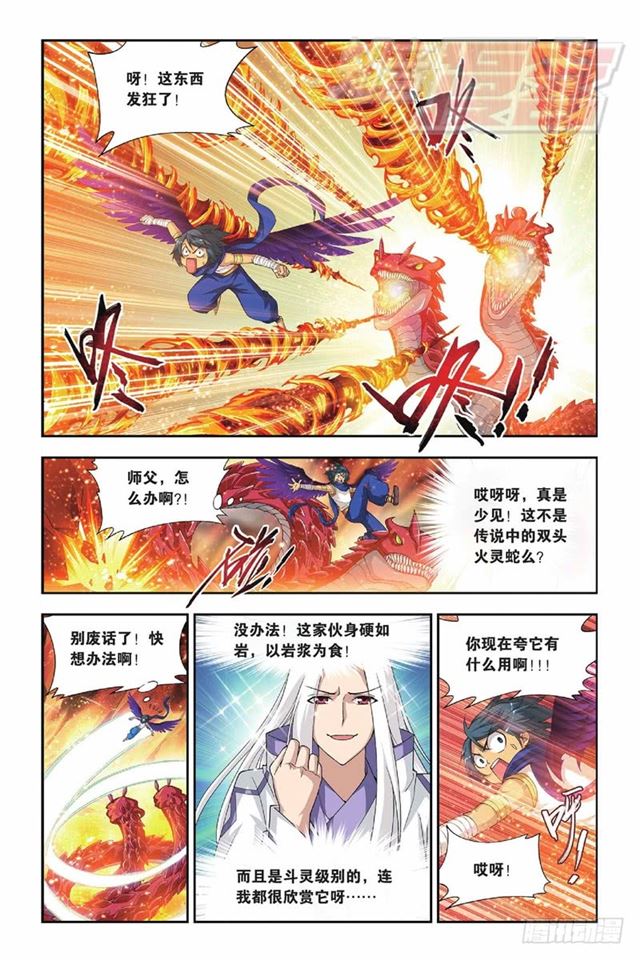 呀！这东西
发狂了！
咚
咚
咚!!
师父，怎
么办啊?!
哎呀呀，真是
少见！这不是
传说中的双头
火灵蛇么？
别废话了！快
想办法啊！
没办法！这家伙身硬如
岩，以岩浆为食！
而且是斗灵级别的，连
我都很欣赏它呀……
你现在夸它有
什么用啊!!!
呼!!
哎呀！
腾讯动漫